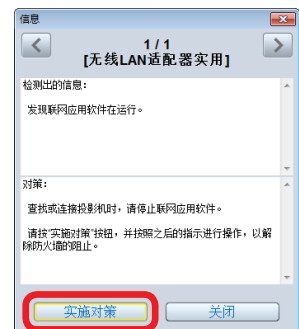 信息
1 / 1
[无线LAN适配器实用]
检测出的信息:
发现联网应用软件在运行。
对策:
查找或连接投影机时，请停止联网应用软件。
请按"实施对策"按钮，并按照之后的指示进行操作，以解
除防火墙的阻止。
实施对策
关闭